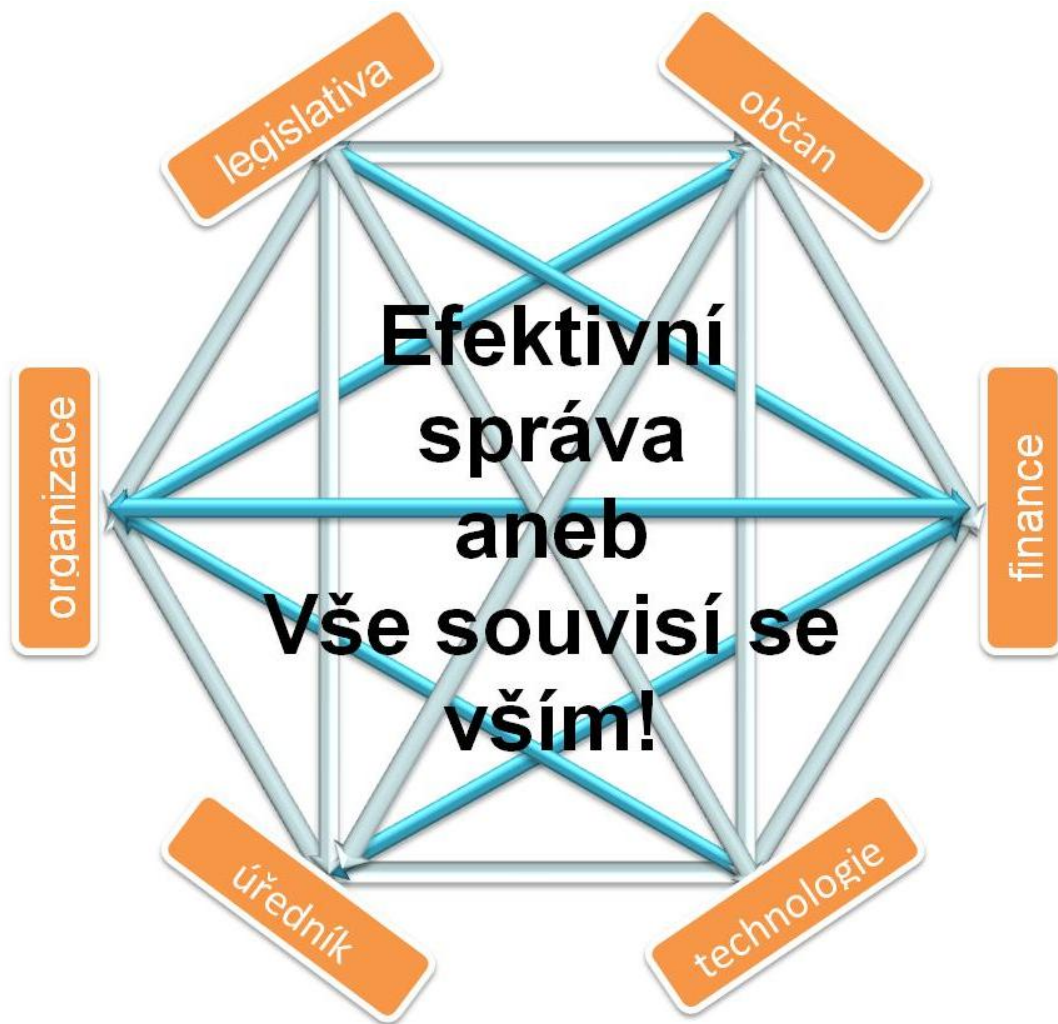 legislativa
občan
Efektivní
správa
aneb
Vše souvisí se
vším!
organizace
finance
úředník
technologie